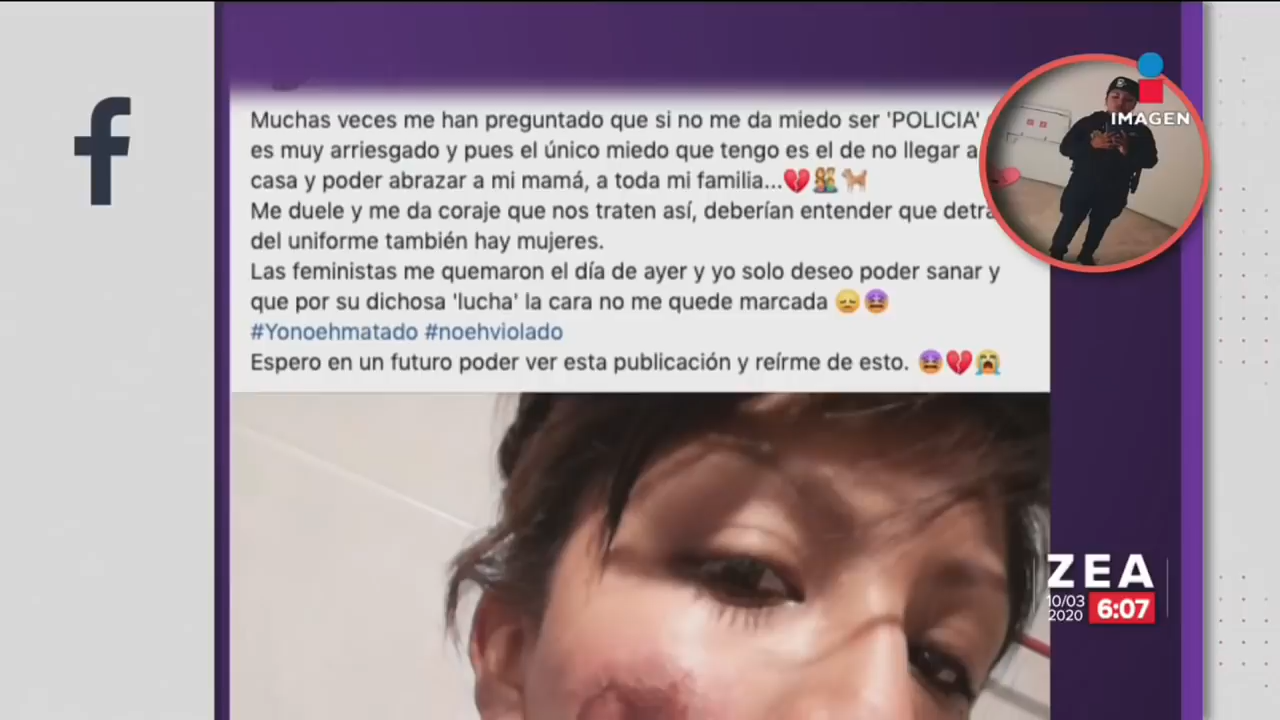 Muchas veces me han preguntado que si no me da miedo ser 'POLICIA'
es muy arriesgado y pues el único miedo que tengo es el de no llegar a
casa y poder abrazar a mi mamá, a toda mi familia...💔👫🐕
Me duele y me da coraje que nos traten así, deberían entender que
del uniforme también hay mujeres.
Las feministas me quemaron el día de ayer y yo solo deseo poder sanar y
que por su dichosa 'lucha' la cara no me quede marcada 😞😫
#Yonoehmatado #noehviolado
Espero en un futuro poder ver esta publicación y reírme de esto. 😫💔😭
f
IMAGEN
ZEA
10/03
2020
6:07